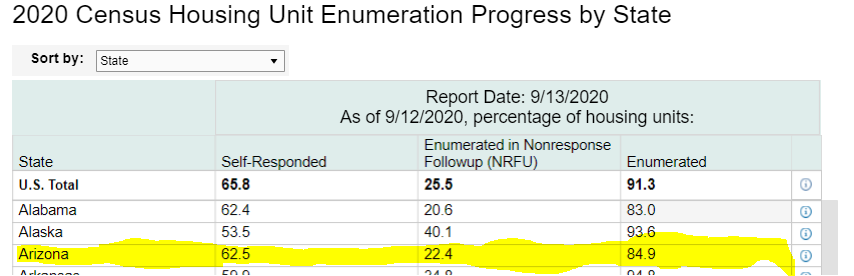 2020 Census Housing Unit Enumeration Progress by State
Sort by: State
Report Date: 9/13/2020
As of 9/12/2020, percentage of housing units:
State Self-Responded Enumerated in Nonresponse Followup (NRFU) Enumerated
U.S. Total 65.8 25.5 91.3
Alabama 62.4 20.6 83.0
Alaska 53.5 40.1 93.6
Arizona 62.5 22.4 84.9